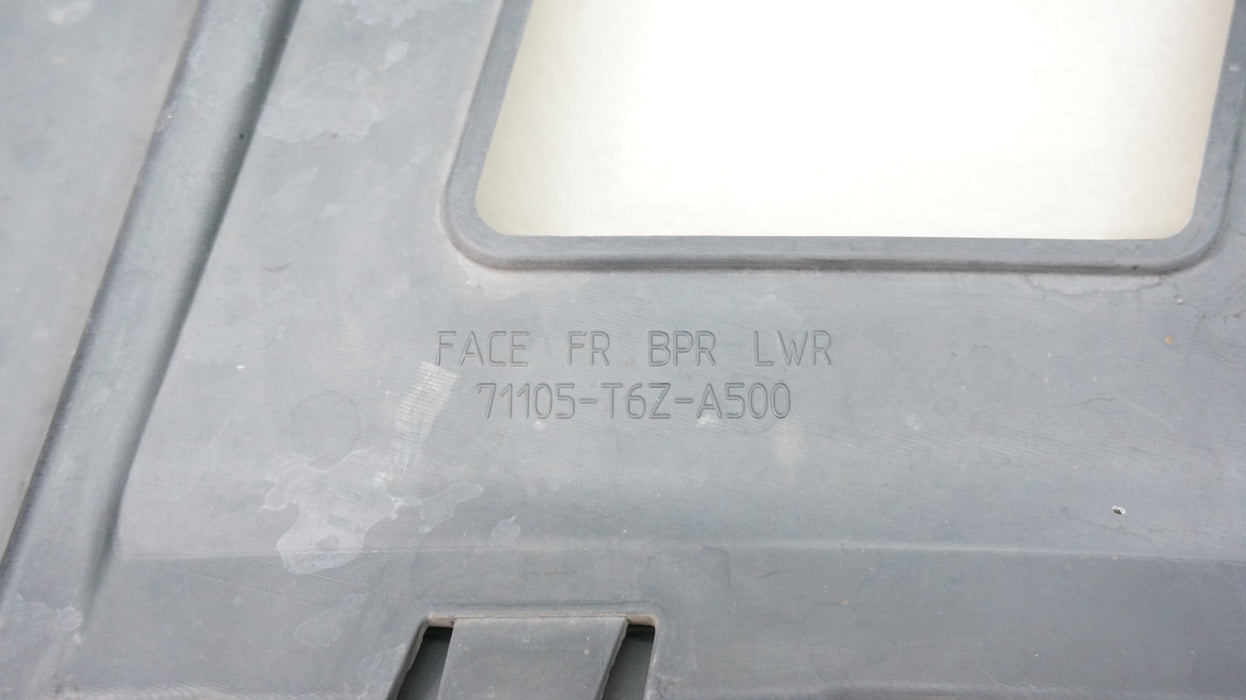 FACE FR BPR LWR
71105-T6Z-A500